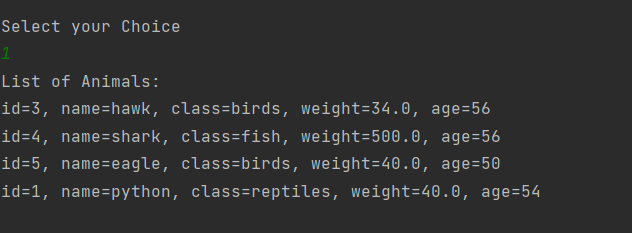 Select your Choice
1
List of Animals:
id=3, name=hawk, class=birds, weight=34.0, age=56
id=4, name=shark, class=fish, weight=500.0, age=56
id=5, name=eagle, class=birds, weight=40.0, age=50
id=1, name=python, class=reptiles, weight=40.0, age=54